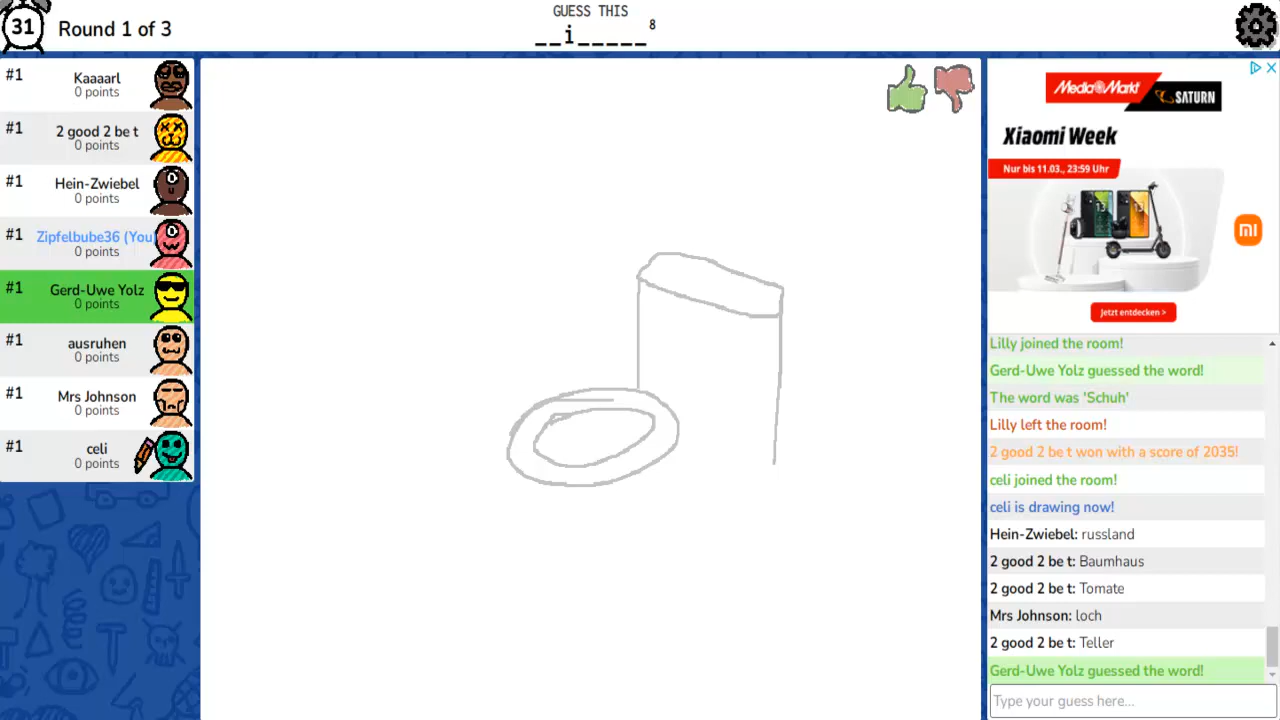 31
Round 1 of 3
GUESS THIS
__i_____8
#1
Kaaaarl
0 points
#1
2 good 2 be t
0 points
#1
Hein-Zwiebel
0 points
#1
Zipfelbube36 (You)
0 points
#1
Gerd-Uwe Yolz
0 points
#1
ausruhen
0 points
#1
Mrs Johnson
0 points
#1
celi
0 points
MediaMarkt
SATURN
Xiaomi Week
Nur bis 11.03., 23:59 Uhr
mi
Jetzt entdecken >
Lilly joined the room!
Gerd-Uwe Yolz guessed the word!
The word was 'Schuh'
Lilly left the room!
2 good 2 be t won with a score of 2035!
celi joined the room!
celi is drawing now!
Hein-Zwiebel: russland
2 good 2 be t: Baumhaus
2 good 2 be t: Tomate
Mrs Johnson: loch
2 good 2 be t: Teller
Gerd-Uwe Yolz guessed the word!
Type your guess here...